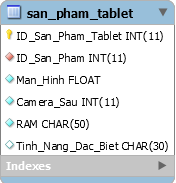 san_pham_tablet
ID_San_Pham_Tablet INT(11)
ID_San_Pham INT(11)
Man_Hinh FLOAT
Camera_Sau INT(11)
RAM CHAR(50)
Tinh_Nang_Dac_Biet CHAR(30)
Indexes